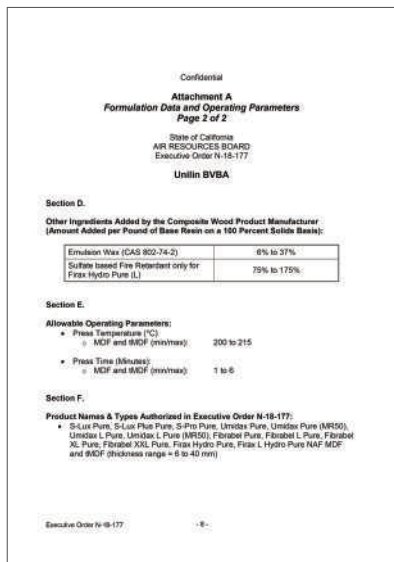 Confidential
Attachment A
Formulation Data and Operating Parameters
Page 2 of 2
State of California
AIR RESOURCES BOARD
Executive Order N-18-177
Unilin BVBA
Section D.
Other Ingredients Added by the Composite Wood Product Manufacturer
(Amount Added per Pound of Base Resin on a 100 Percent Solids Basis):
Emulsion Wax (CAS 802-74-2) 6% to 37%
Sulfate based Fire Retardant only for
Firax Hydro Pure (L) 75% to 175%
Section E.
Allowable Operating Parameters:
• Press Temperature (°C)
o MDF and tMDF (min/max): 200 to 215
• Press Time (Minutes):
o MDF and tMDF (min/max): 1 to 6
Section F.
Product Names & Types Authorized in Executive Order N-18-177:
• S-Lux Pure, S-Lux Plus Pure, S-Pro Pure, Umidax Pure, Umidax Pure (MR50),
Umidax L Pure, Umidax L Pure (MR50), Fibrabel Pure, Fibrabel L Pure, Fibrabel
XL Pure, Fibrabel XXL Pure, Firax Hydro Pure, Firax L Hydro Pure NAF MDF
and tMDF (thickness range = 6 to 40 mm)
Executive Order N-18-177 - 8 -